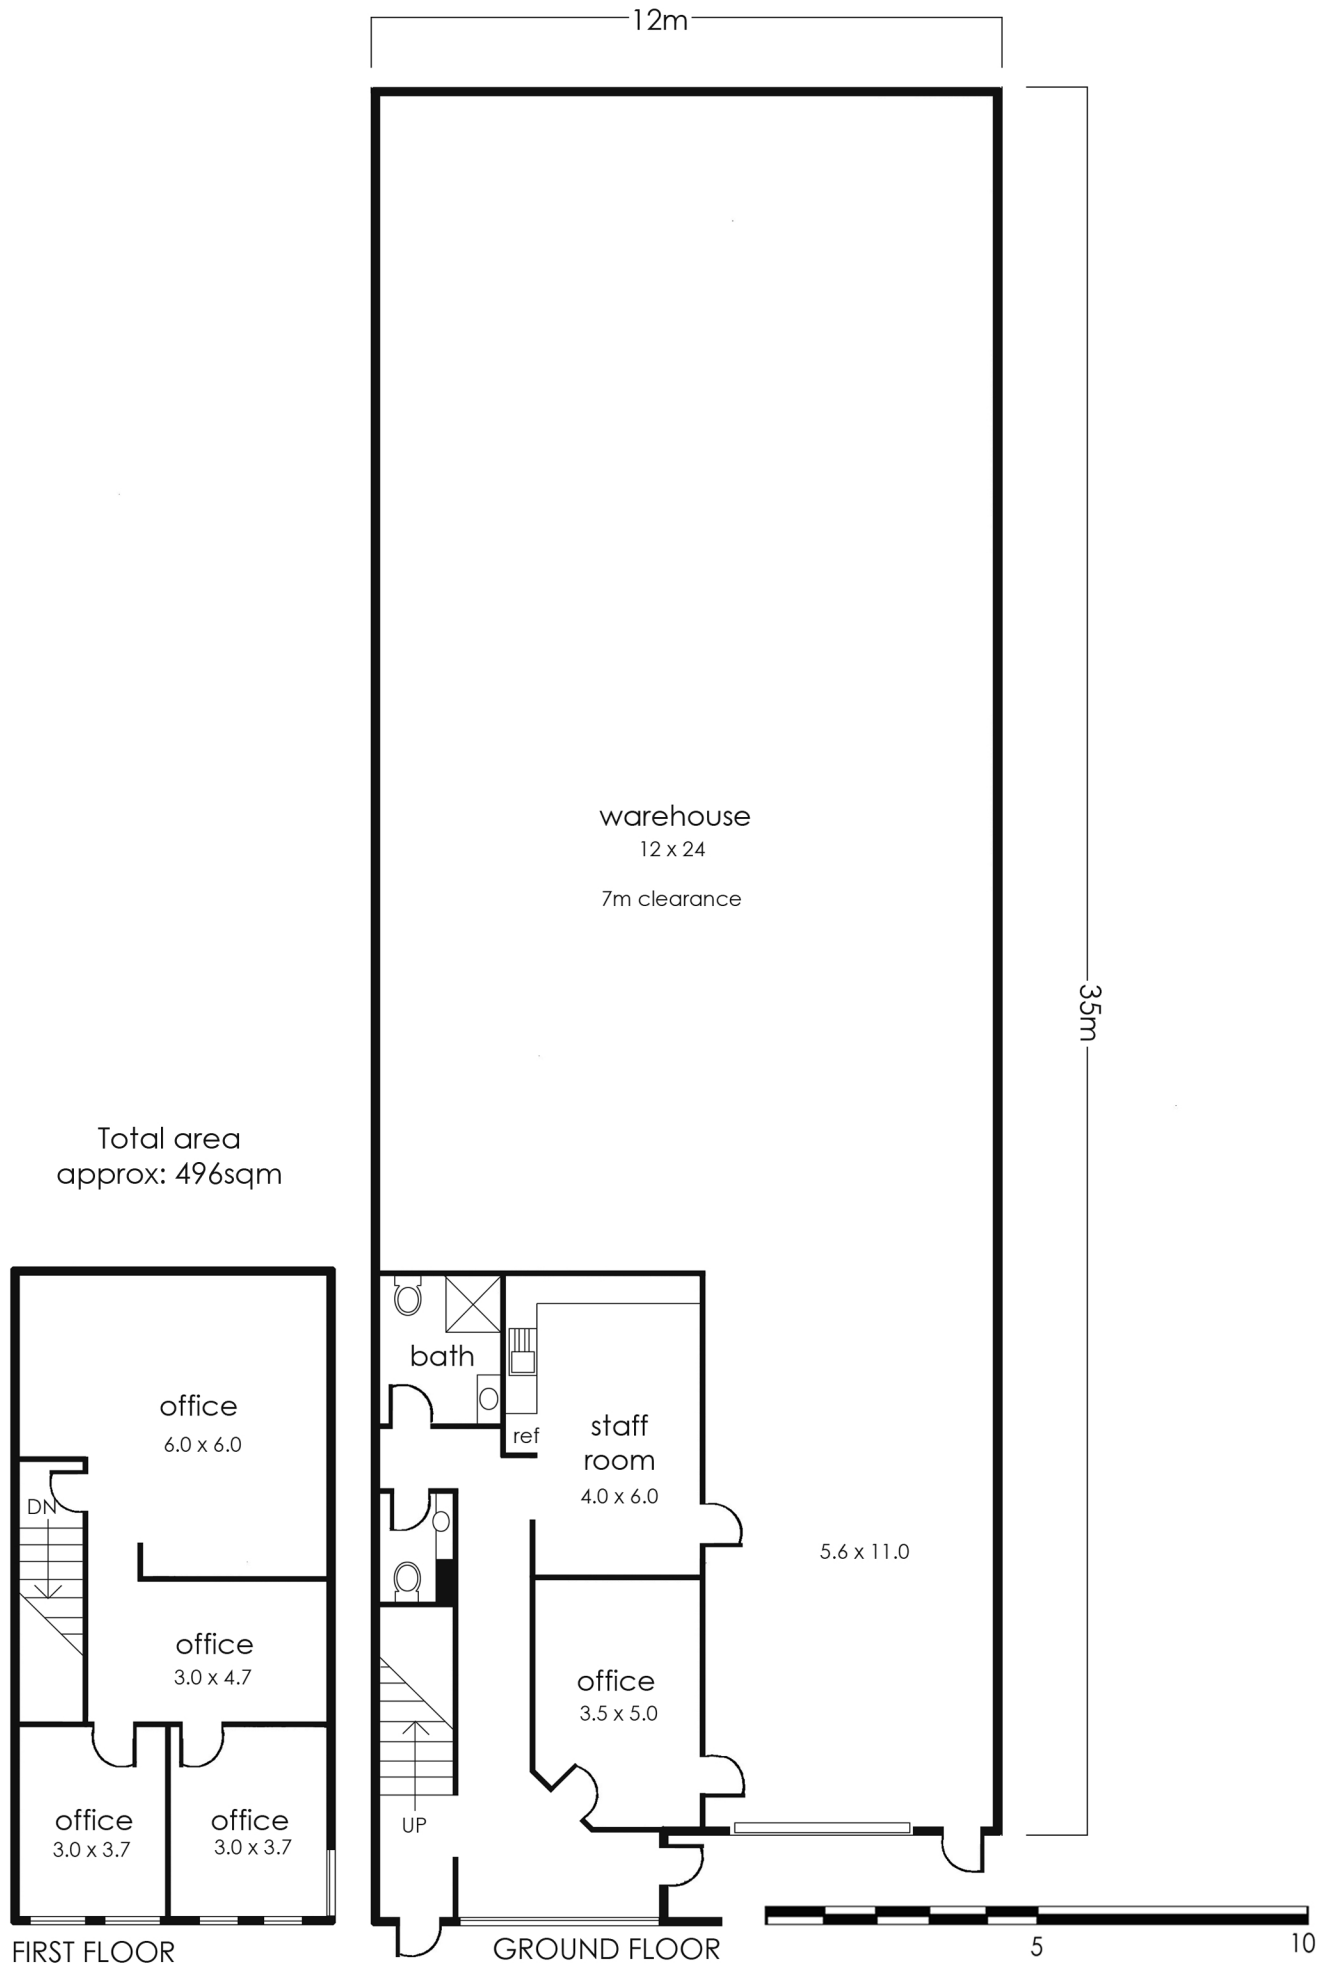 12m
warehouse
12 x 24
7m clearance
35m
Total area
approx: 496sqm
office
6.0 x 6.0
DN
office
3.0 x 4.7
office
3.0 x 3.7
office
3.0 x 3.7
FIRST FLOOR
bath
ref
staff
room
4.0 x 6.0
5.6 x 11.0
office
3.5 x 5.0
UP
GROUND FLOOR
5
10